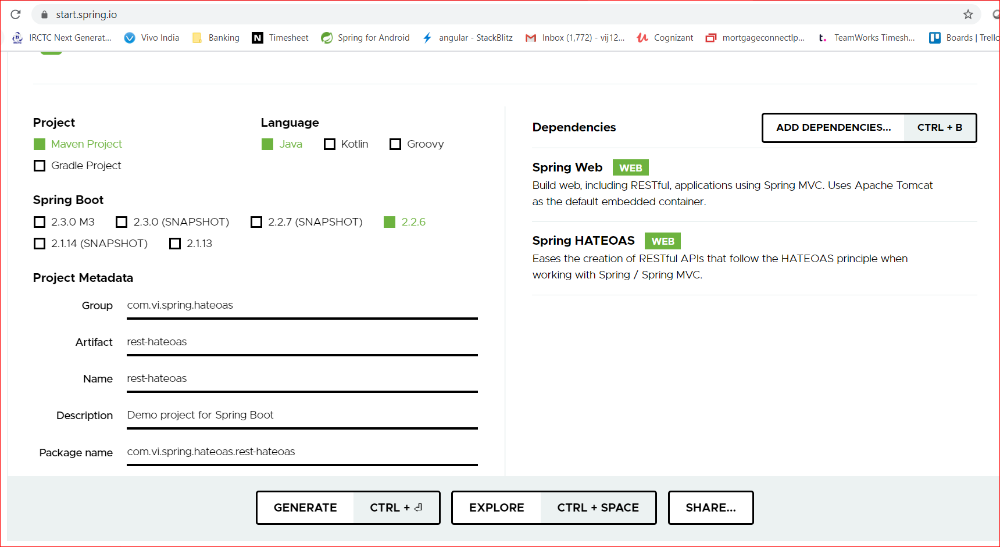 start.spring.io
IRCTC Next Generat... Vivo India Banking Timesheet Spring for Android angular - StackBlitz Inbox (1,772) - vij12... Cognizant mortgageconnectlp... TeamWorks Timesh... Boards | Trello
Project
Maven Project
Gradle Project
Language
Java Kotlin Groovy
Spring Boot
2.3.0 M3 2.3.0 (SNAPSHOT) 2.2.7 (SNAPSHOT) 2.2.6
2.1.14 (SNAPSHOT) 2.1.13
Project Metadata
Group com.vi.spring.hateoas
Artifact rest-hateoas
Name rest-hateoas
Description Demo project for Spring Boot
Package name com.vi.spring.hateoas.rest-hateoas
Dependencies ADD DEPENDENCIES... CTRL + B
Spring Web WEB
Build web, including RESTful, applications using Spring MVC. Uses Apache Tomcat
as the default embedded container.
Spring HATEOAS WEB
Eases the creation of RESTful APIs that follow the HATEOAS principle when
working with Spring / Spring MVC.
GENERATE CTRL + ⏎ EXPLORE CTRL + SPACE SHARE...